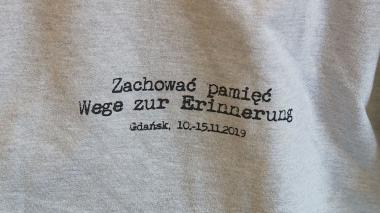 Zachować pamięć
Wege zur Erinnerung
Gdańsk, 10.-15.11.2019